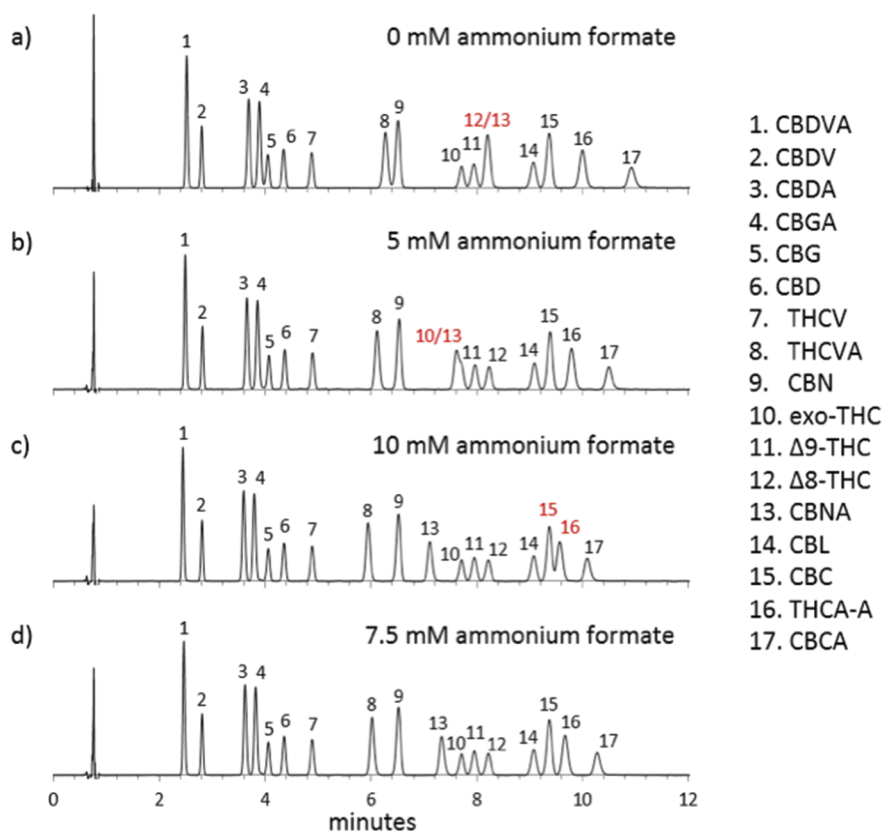 a)
0 mM ammonium formate
1
2
3
4
5
6
7
8
9
10
11
12/13
14
15
16
17
b)
5 mM ammonium formate
1
2
3
4
5
6
7
8
9
10/13
11
12
14
15
16
17
c)
10 mM ammonium formate
1
2
3
4
5
6
7
8
9
13
10
11
12
14
15
16
17
d)
7.5 mM ammonium formate
1
2
3
4
5
6
7
8
9
13
10
11
12
14
15
16
17
0 2 4 6 8 10 12
minutes
1. CBDVA
2. CBDV
3. CBDA
4. CBGA
5. CBG
6. CBD
7. THCV
8. THCVA
9. CBN
10. exo-THC
11. Δ9-THC
12. Δ8-THC
13. CBNA
14. CBL
15. CBC
16. THCA-A
17. CBCA